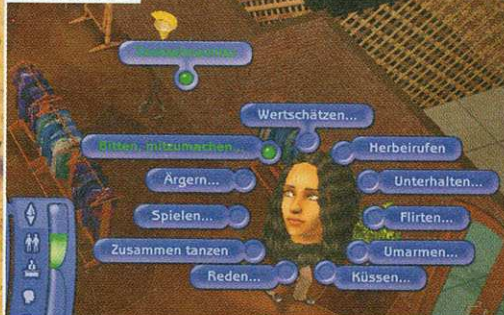 Wertschätzen...
Bitten, mitzumachen...
Herbeirufen
Ärgern...
Unterhalten...
Spielen...
Flirten...
Zusammen tanzen
Umarmen...
Reden...
Küssen...